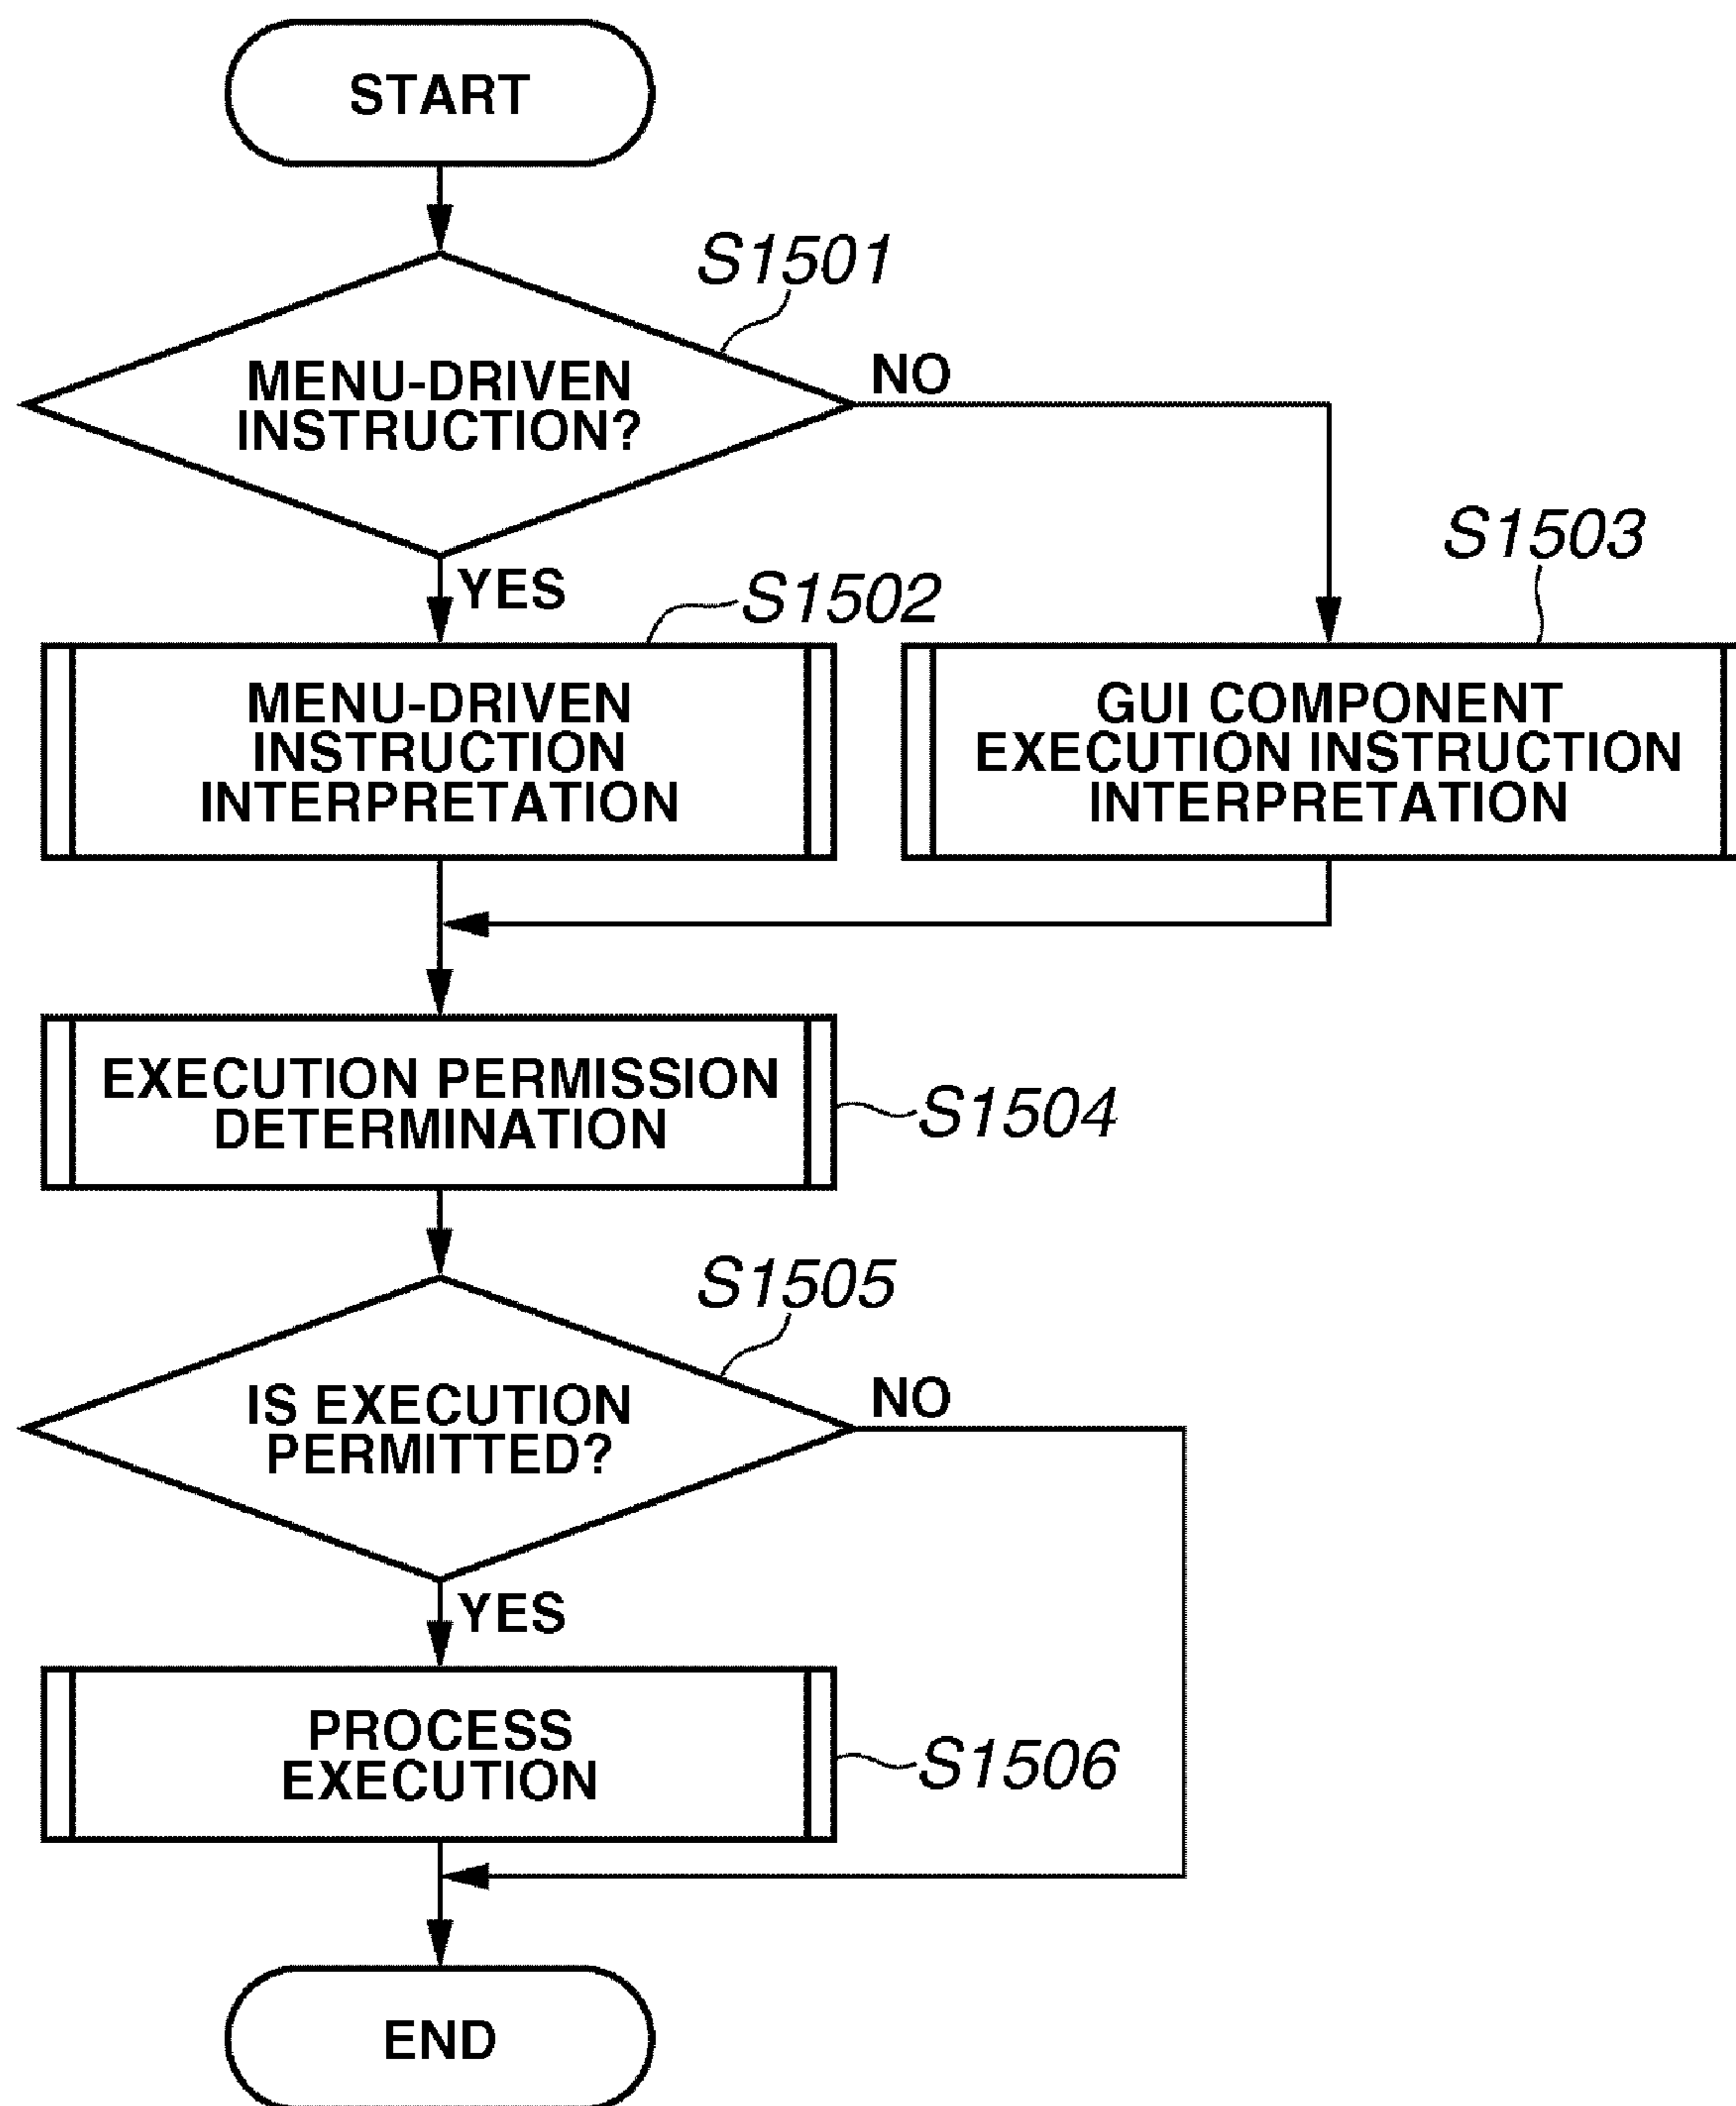 START
S1501
MENU-DRIVEN
INSTRUCTION?
NO
YES
S1502
S1503
MENU-DRIVEN
INSTRUCTION
INTERPRETATION
GUI COMPONENT
EXECUTION INSTRUCTION
INTERPRETATION
EXECUTION PERMISSION
DETERMINATION
S1504
S1505
IS EXECUTION
PERMITTED?
NO
YES
PROCESS
EXECUTION
S1506
END